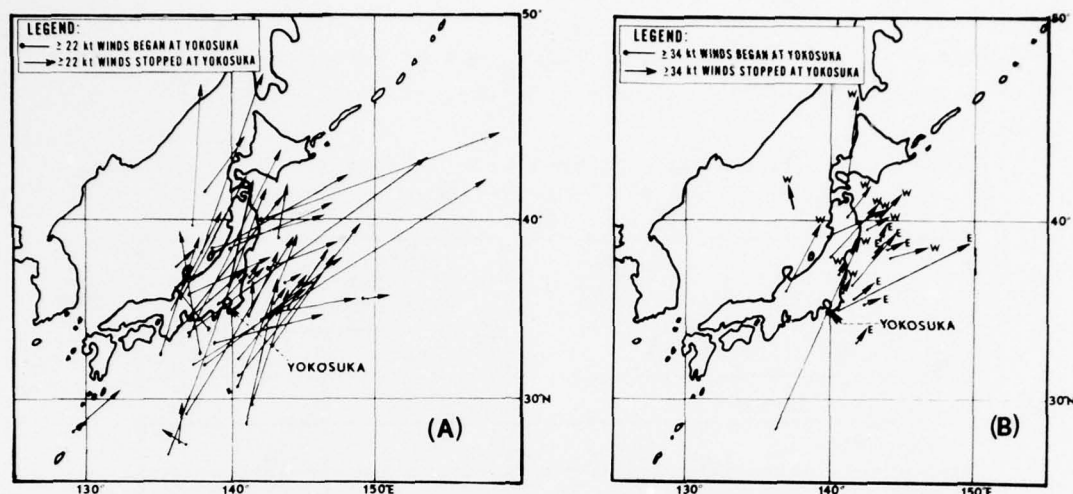 LEGEND:
≥ 22 kt WINDS BEGAN AT YOKOSUKA
≥22 kt WINDS STOPPED AT YOKOSUKA
50°
40°
YOKOSUKA
30°N
(A)
130°
140°
150°E
LEGEND:
≥34 kt WINDS BEGAN AT YOKOSUKA
≥34 kt WINDS STOPPED AT YOKOSUKA
50°
W
W
W
W
W
W
40°
W
E
E
W
E
W
E
W
W
E
E
YOKOSUKA
E
30°N
(B)
130°
140°
150°E